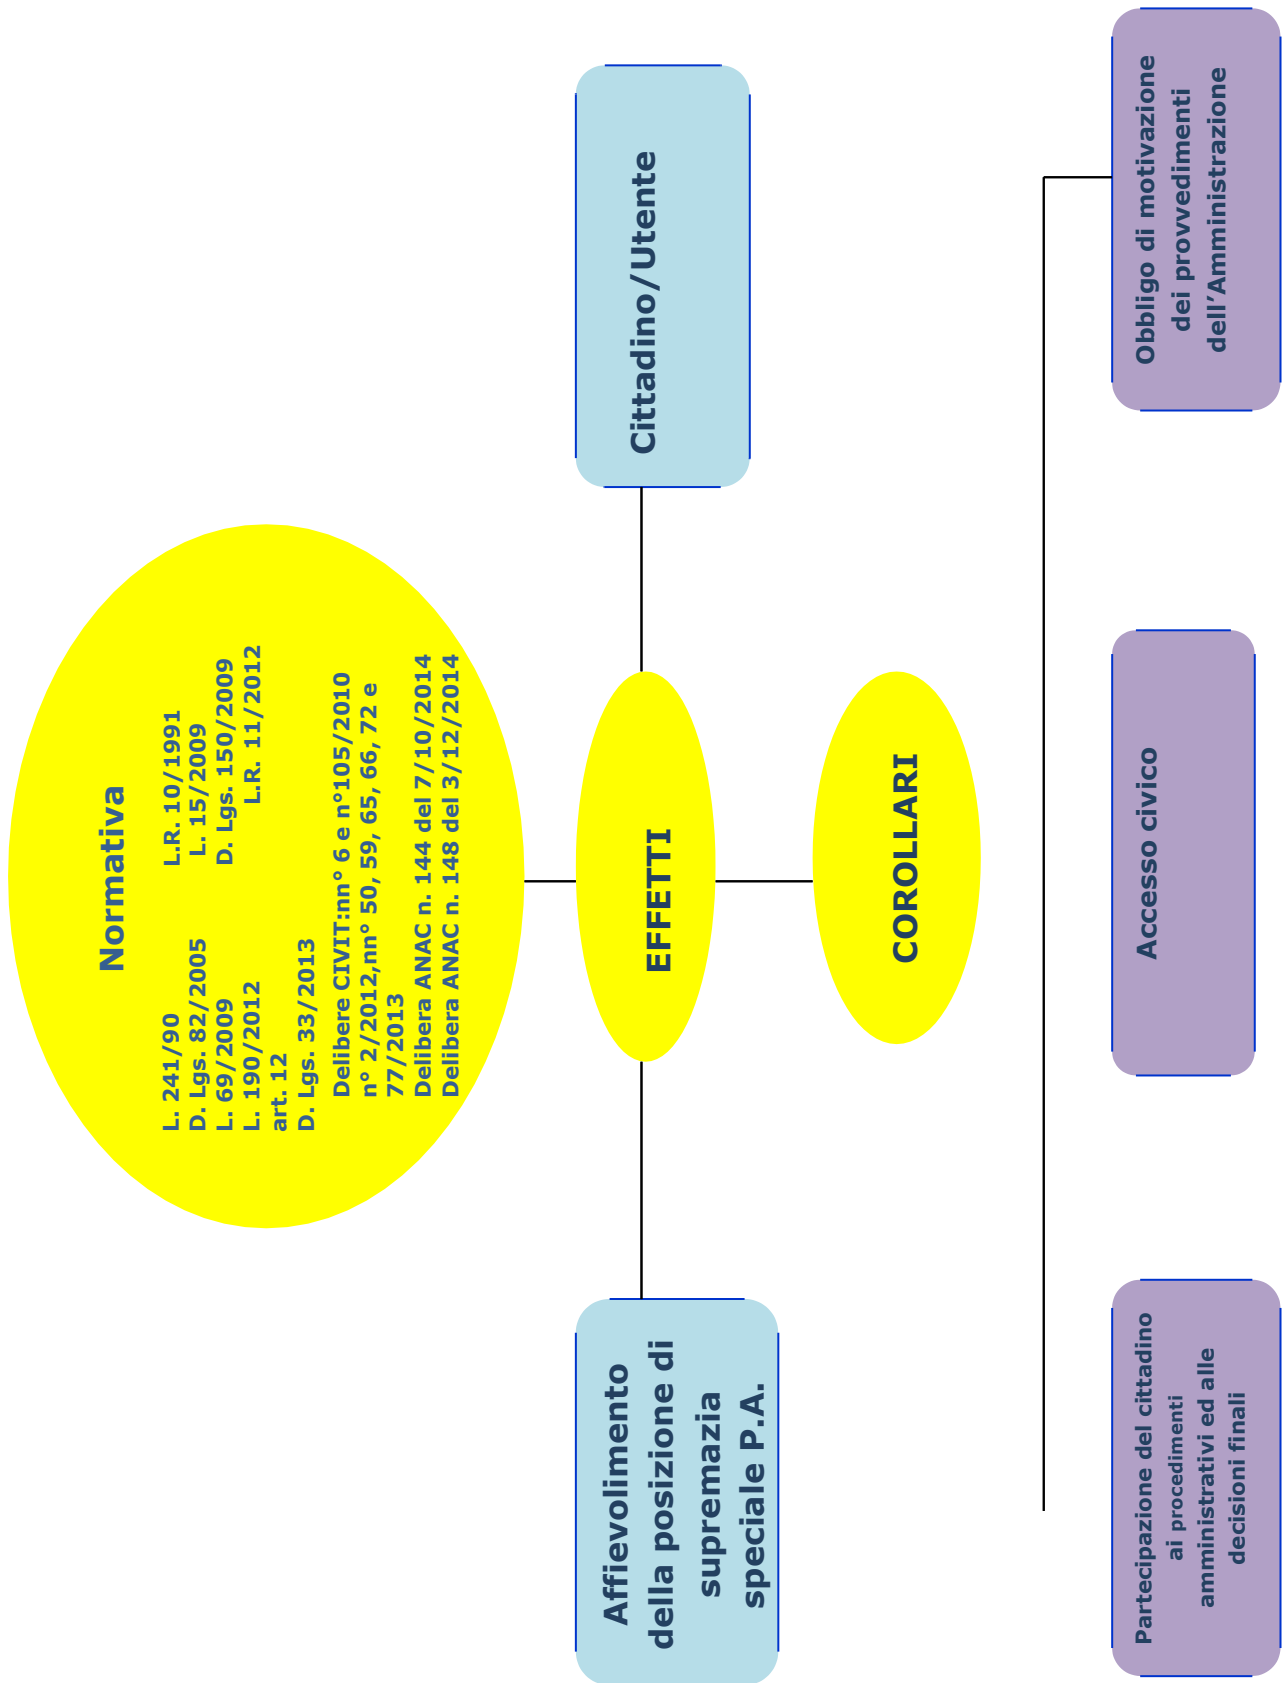 Normativa
L. 241/90
D. Lgs. 82/2005
L. 69/2009
L. 190/2012
art. 12
D. Lgs. 33/2013
L.R. 10/1991
L. 15/2009
D. Lgs. 150/2009
L.R. 11/2012
Delibere CIVIT:nn° 6 e n°105/2010
n° 2/2012,nn° 50, 59, 65, 66, 72 e
77/2013
Delibera ANAC n. 144 del 7/10/2014
Delibera ANAC n. 148 del 3/12/2014
Affievolimento
della posizione di
supremazia
speciale P.A.
EFFETTI
Cittadino/Utente
COROLLARI
Partecipazione del cittadino
ai procedimenti
amministrativi ed alle
decisioni finali
Accesso civico
Obbligo di motivazione
dei provvedimenti
dell’Amministrazione